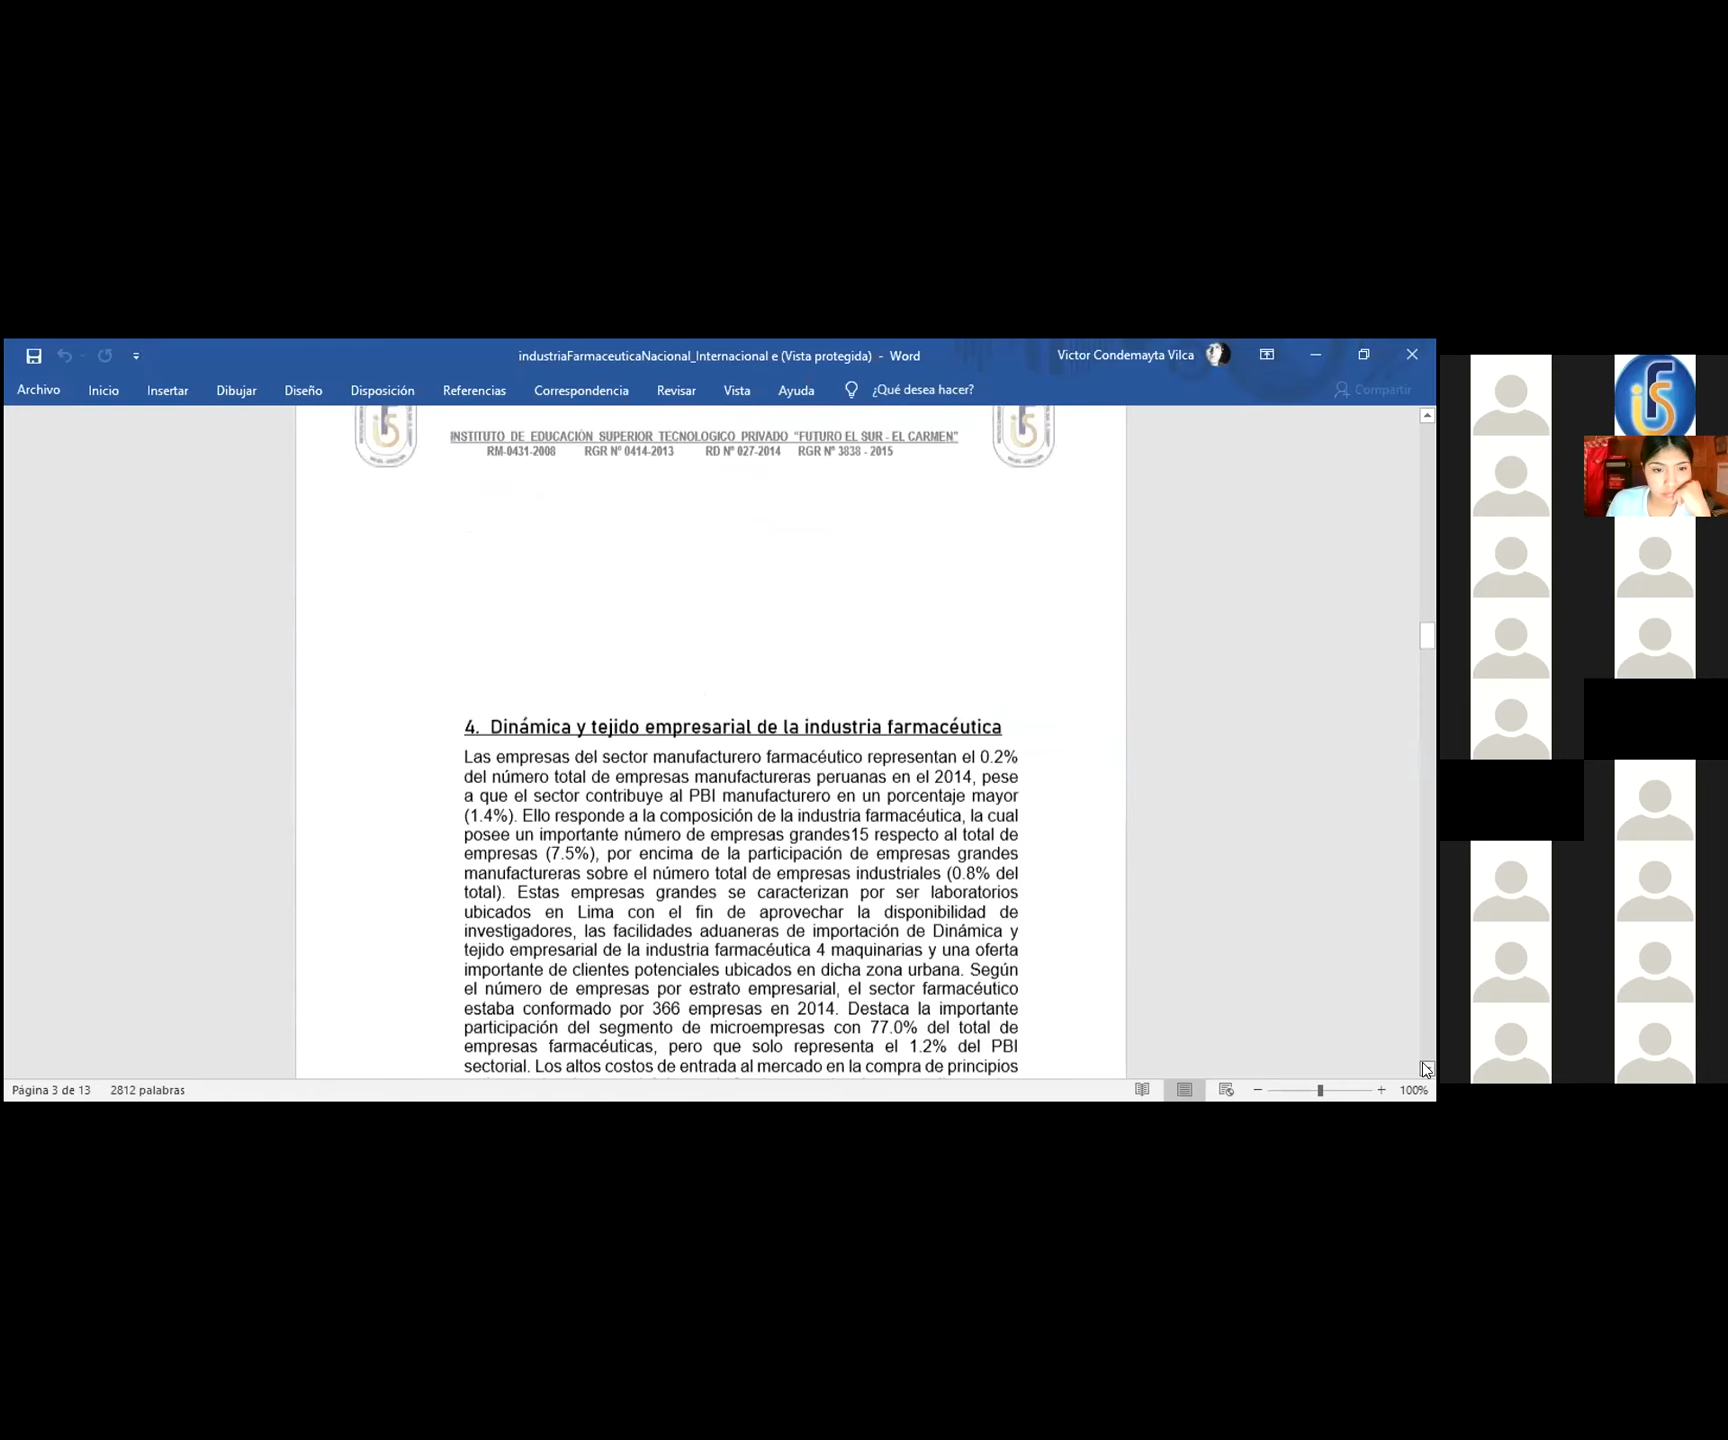 industriaFarmaceuticaNacional_Internacional e (Vista protegida) - Word
Victor Condemayta Vilca
Archivo Inicio Insertar Dibujar Diseño Disposición Referencias Correspondencia Revisar Vista Ayuda ¿Qué desea hacer? Compartir
INSTITUTO DE EDUCACIÓN SUPERIOR TECNOLOGICO PRIVADO "FUTURO EL SUR - EL CARMEN"
RM-0431-2008 RGR Nº 0414-2013 RD Nº 027-2014 RGR Nº 3838 - 2015
4. Dinámica y tejido empresarial de la industria farmacéutica
Las empresas del sector manufacturero farmacéutico representan el 0.2%
del número total de empresas manufactureras peruanas en el 2014, pese
a que el sector contribuye al PBI manufacturero en un porcentaje mayor
(1.4%). Ello responde a la composición de la industria farmacéutica, la cual
posee un importante número de empresas grandes15 respecto al total de
empresas (7.5%), por encima de la participación de empresas grandes
manufactureras sobre el número total de empresas industriales (0.8% del
total). Estas empresas grandes se caracterizan por ser laboratorios
ubicados en Lima con el fin de aprovechar la disponibilidad de
investigadores, las facilidades aduaneras de importación de Dinámica y
tejido empresarial de la industria farmacéutica 4 maquinarias y una oferta
importante de clientes potenciales ubicados en dicha zona urbana. Según
el número de empresas por estrato empresarial, el sector farmacéutico
estaba conformado por 366 empresas en 2014. Destaca la importante
participación del segmento de microempresas con 77.0% del total de
empresas farmacéuticas, pero que solo representa el 1.2% del PBI
sectorial. Los altos costos de entrada al mercado en la compra de principios
Página 3 de 13 2812 palabras
100%